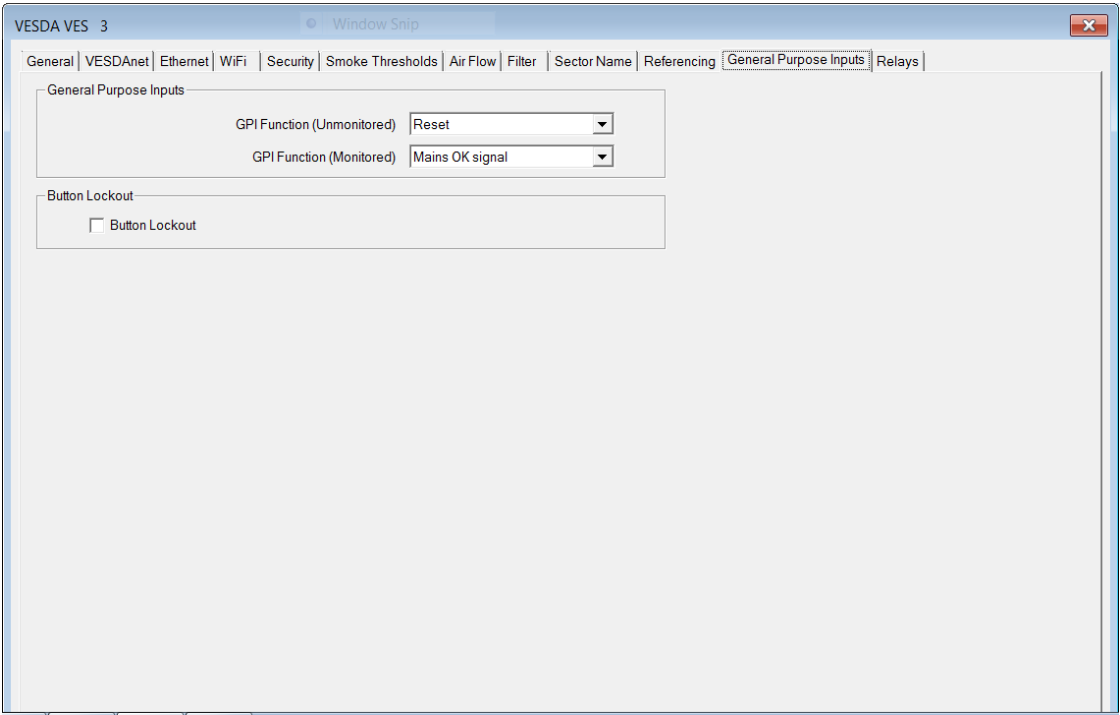 VESDA VES 3
Window Snip
General VESDAnet Ethernet WiFi Security Smoke Thresholds Air Flow Filter Sector Name Referencing General Purpose Inputs Relays
General Purpose Inputs
GPI Function (Unmonitored) Reset
GPI Function (Monitored) Mains OK signal
Button Lockout
Button Lockout